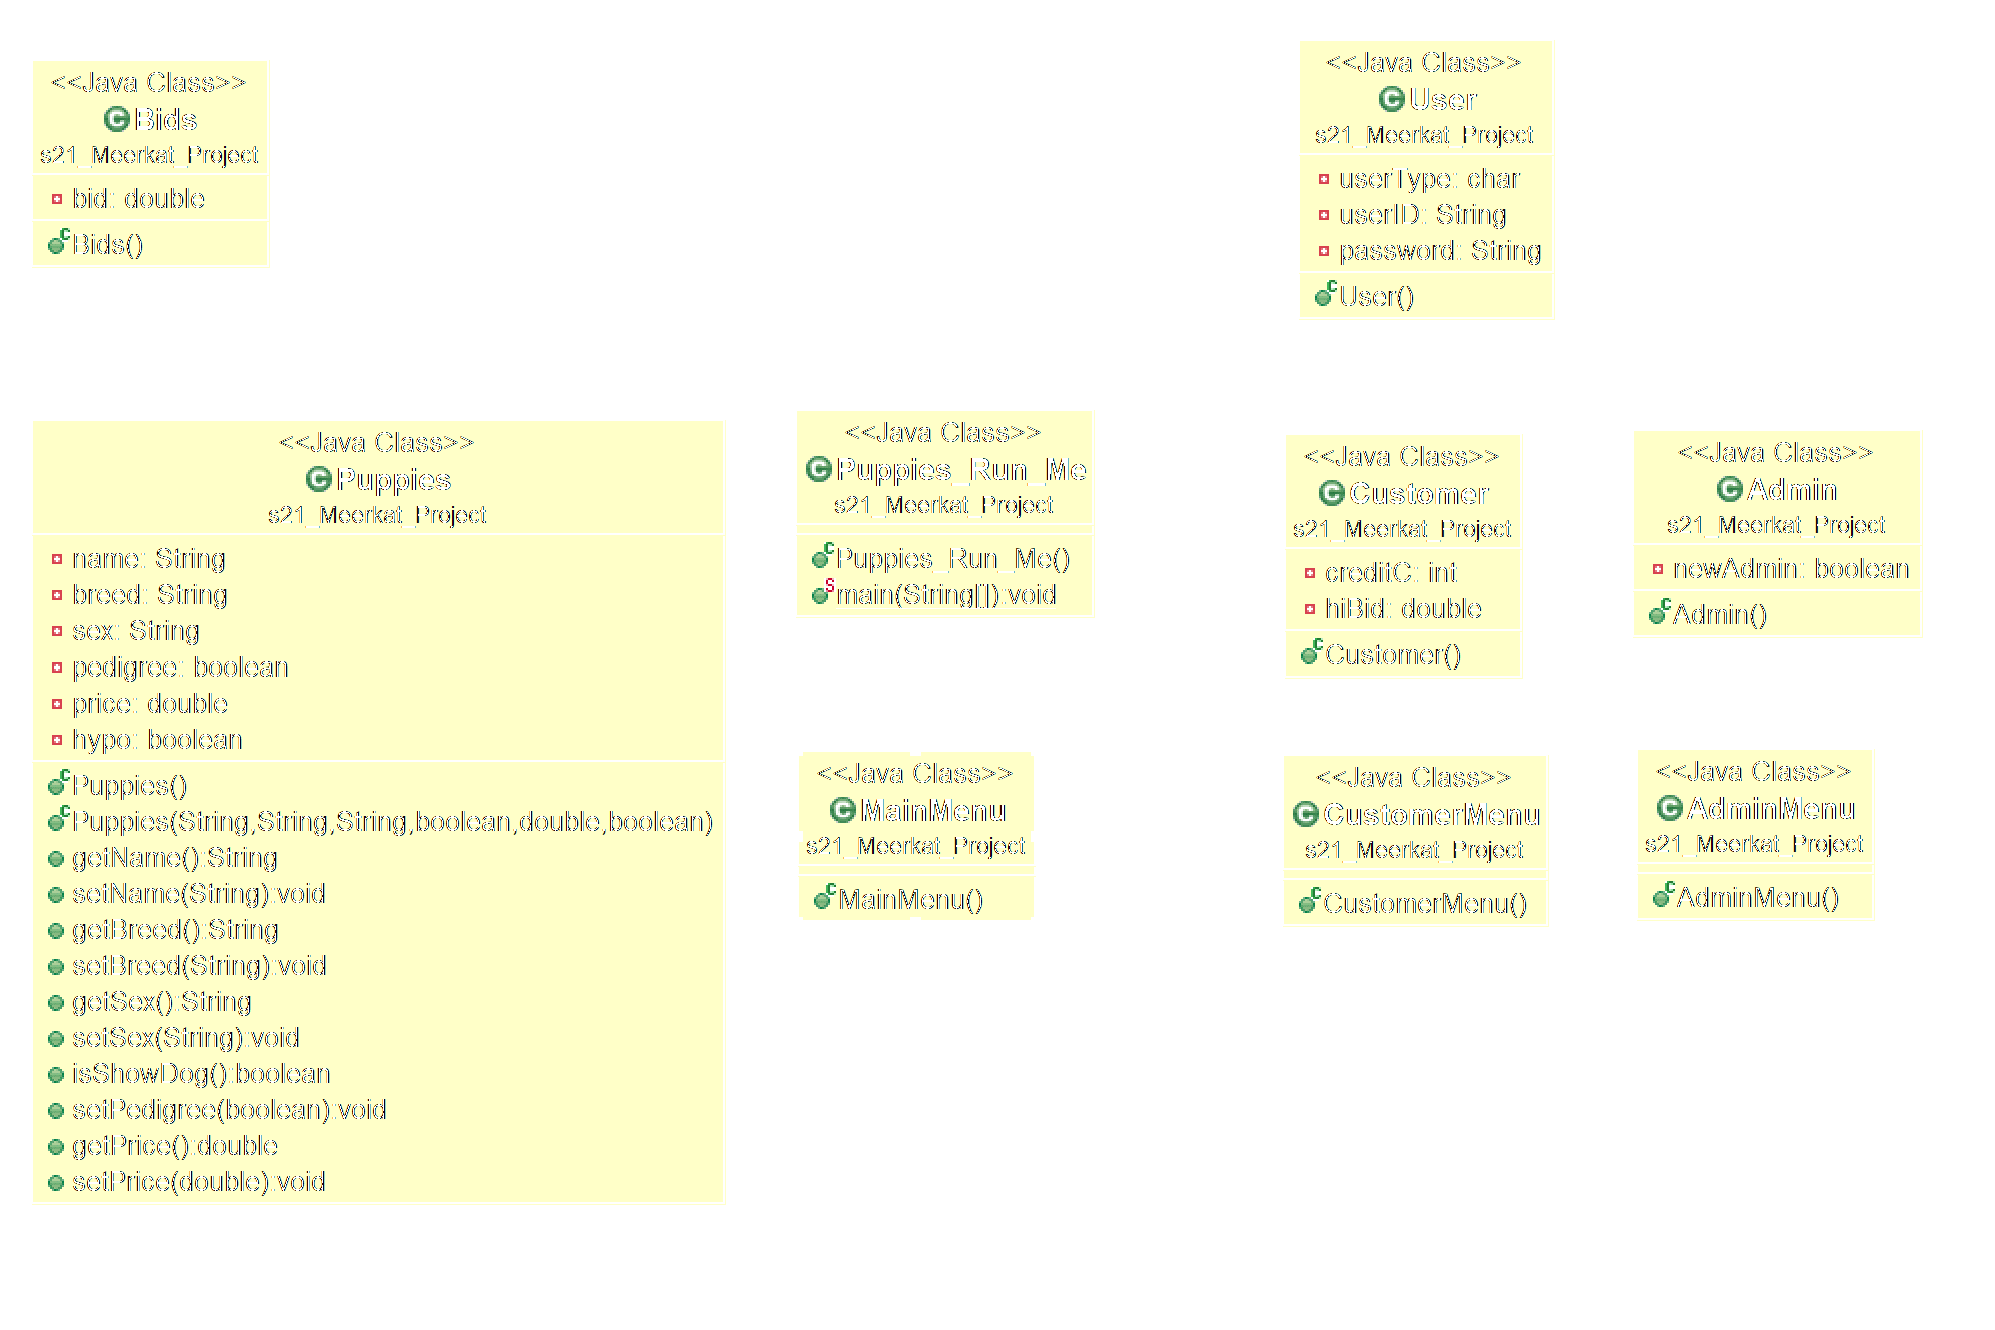 <<Java Class>>
Bids
s21_Meerkat_Project
bid: double
Bids()
<<Java Class>>
User
s21_Meerkat_Project
userType: char
userID: String
password: String
User()
<<Java Class>>
Puppies
s21_Meerkat_Project
name: String
breed: String
sex: String
pedigree: boolean
price: double
hypo: boolean
Puppies()
Puppies(String,String,String,boolean,double,boolean)
getName():String
setName(String):void
getBreed():String
setBreed(String):void
getSex():String
setSex(String):void
isShowDog():boolean
setPedigree(boolean):void
getPrice():double
setPrice(double):void
<<Java Class>>
Puppies_Run_Me
s21_Meerkat_Project
Puppies_Run_Me()
main(String[]):void
<<Java Class>>
Customer
s21_Meerkat_Project
creditC: int
hiBid: double
Customer()
<<Java Class>>
Admin
s21_Meerkat_Project
newAdmin: boolean
Admin()
<<Java Class>>
MainMenu
s21_Meerkat_Project
MainMenu()
<<Java Class>>
CustomerMenu
s21_Meerkat_Project
CustomerMenu()
<<Java Class>>
AdminMenu
s21_Meerkat_Project
AdminMenu()